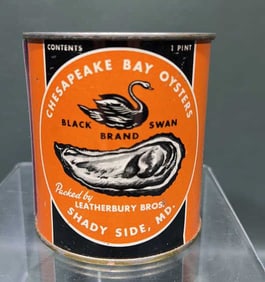 CONTENTS 1 PINT
CHESAPEAKE BAY OYSTERS
BLACK SWAN
BRAND
Packed by
LEATHERBURY BROS.
SHADY SIDE, MD.